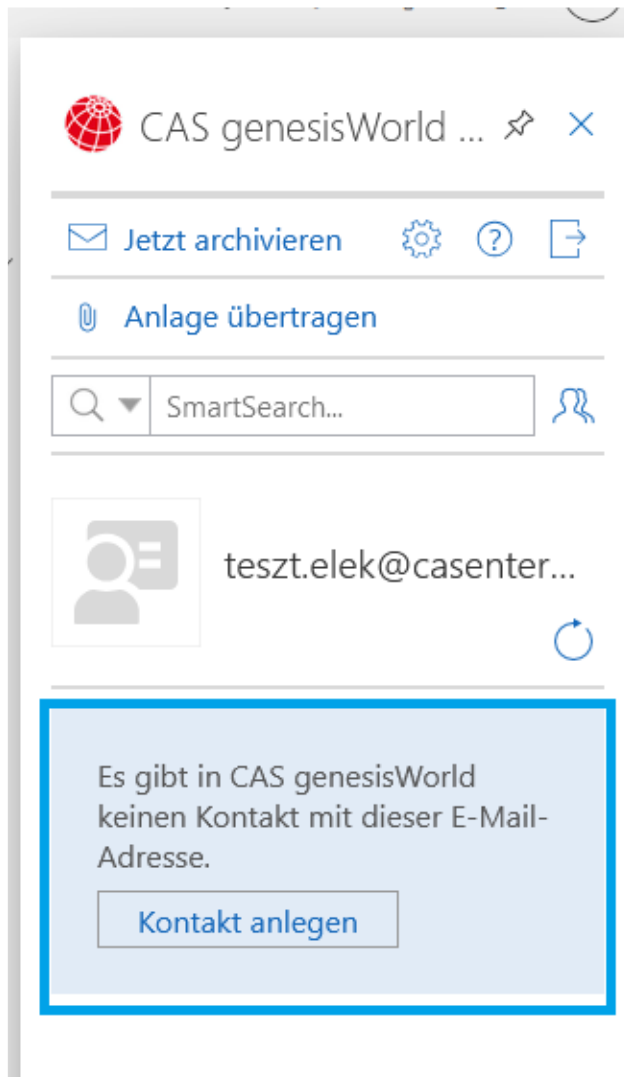 CAS genesisWorld ...
Jetzt archivieren
Anlage übertragen
SmartSearch...
teszt.elek@casenter...
Es gibt in CAS genesisWorld
keinen Kontakt mit dieser E-Mail-
Adresse.
Kontakt anlegen